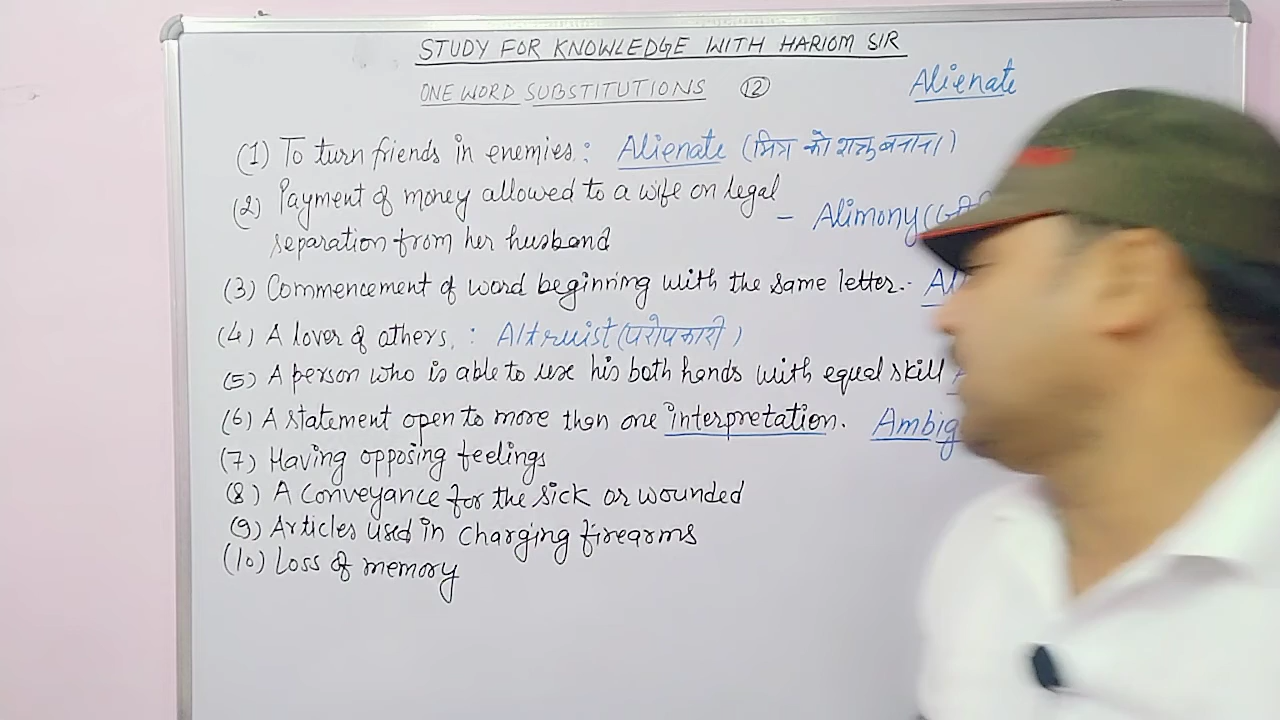 STUDY FOR KNOWLEDGE WITH HARIOM SIR
ONE WORD SUBSTITUTIONS (12)
Alienate
(1) To turn friends in enemies: Alienate (मित्र को शत्रु बनाना)
(2) Payment of money allowed to a wife on legal
separation from her husband - Alimony
(3) Commencement of word beginning with the same letter.-
(4) A lover of others. : Altruist (परोपकारी)
(5) A person who is able to use his both hands with equal skill
(6) A statement open to more than one interpretation. Ambig
(7) Having opposing feelings
(8) A conveyance for the sick or wounded
(9) Articles used in charging firearms
(10) Loss of memory